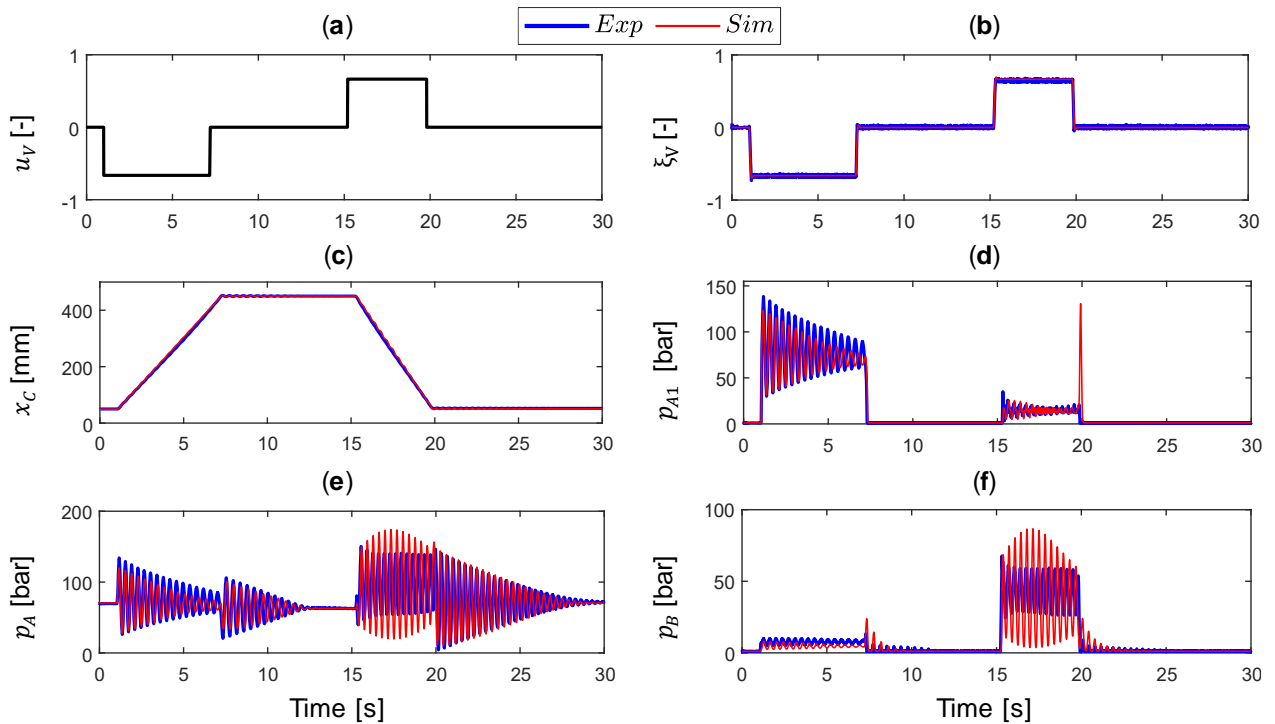 (a)
Exp Sim
(b)
1
0
-1
u_V [-]
0 5 10 15 20 25 30
1
0
-1
ξ_V [-]
0 5 10 15 20 25 30
(c)
400
200
0
x_C [mm]
0 5 10 15 20 25 30
(d)
150
100
50
0
p_A1 [bar]
0 5 10 15 20 25 30
(e)
200
100
0
p_A [bar]
0 5 10 15 20 25 30
Time [s]
(f)
100
50
0
p_B [bar]
0 5 10 15 20 25 30
Time [s]